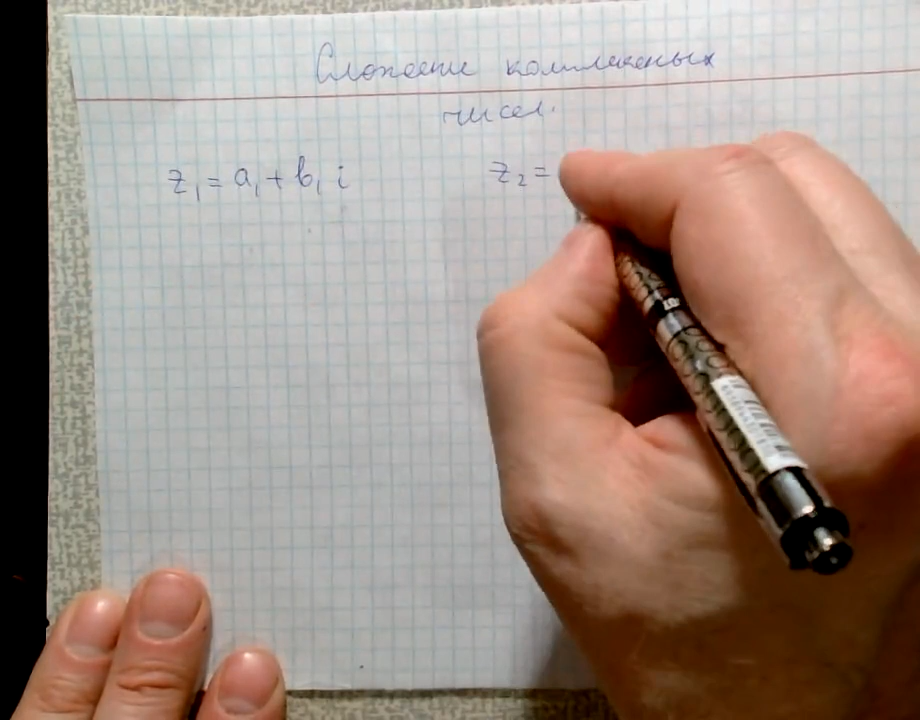 Сложение комплексных
чисел.
z₁ = a₁ + b₁ i z₂ =